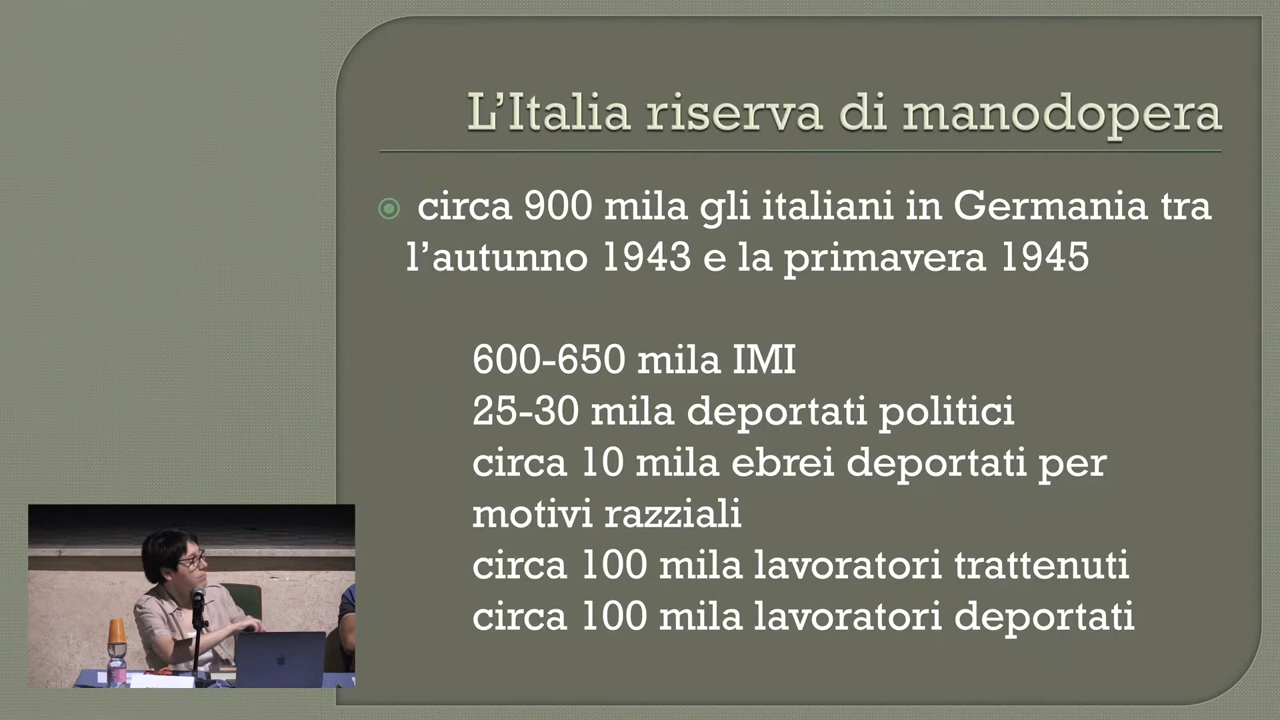 L’Italia riserva di manodopera
circa 900 mila gli italiani in Germania tra
l’autunno 1943 e la primavera 1945
600-650 mila IMI
25-30 mila deportati politici
circa 10 mila ebrei deportati per
motivi razziali
circa 100 mila lavoratori trattenuti
circa 100 mila lavoratori deportati